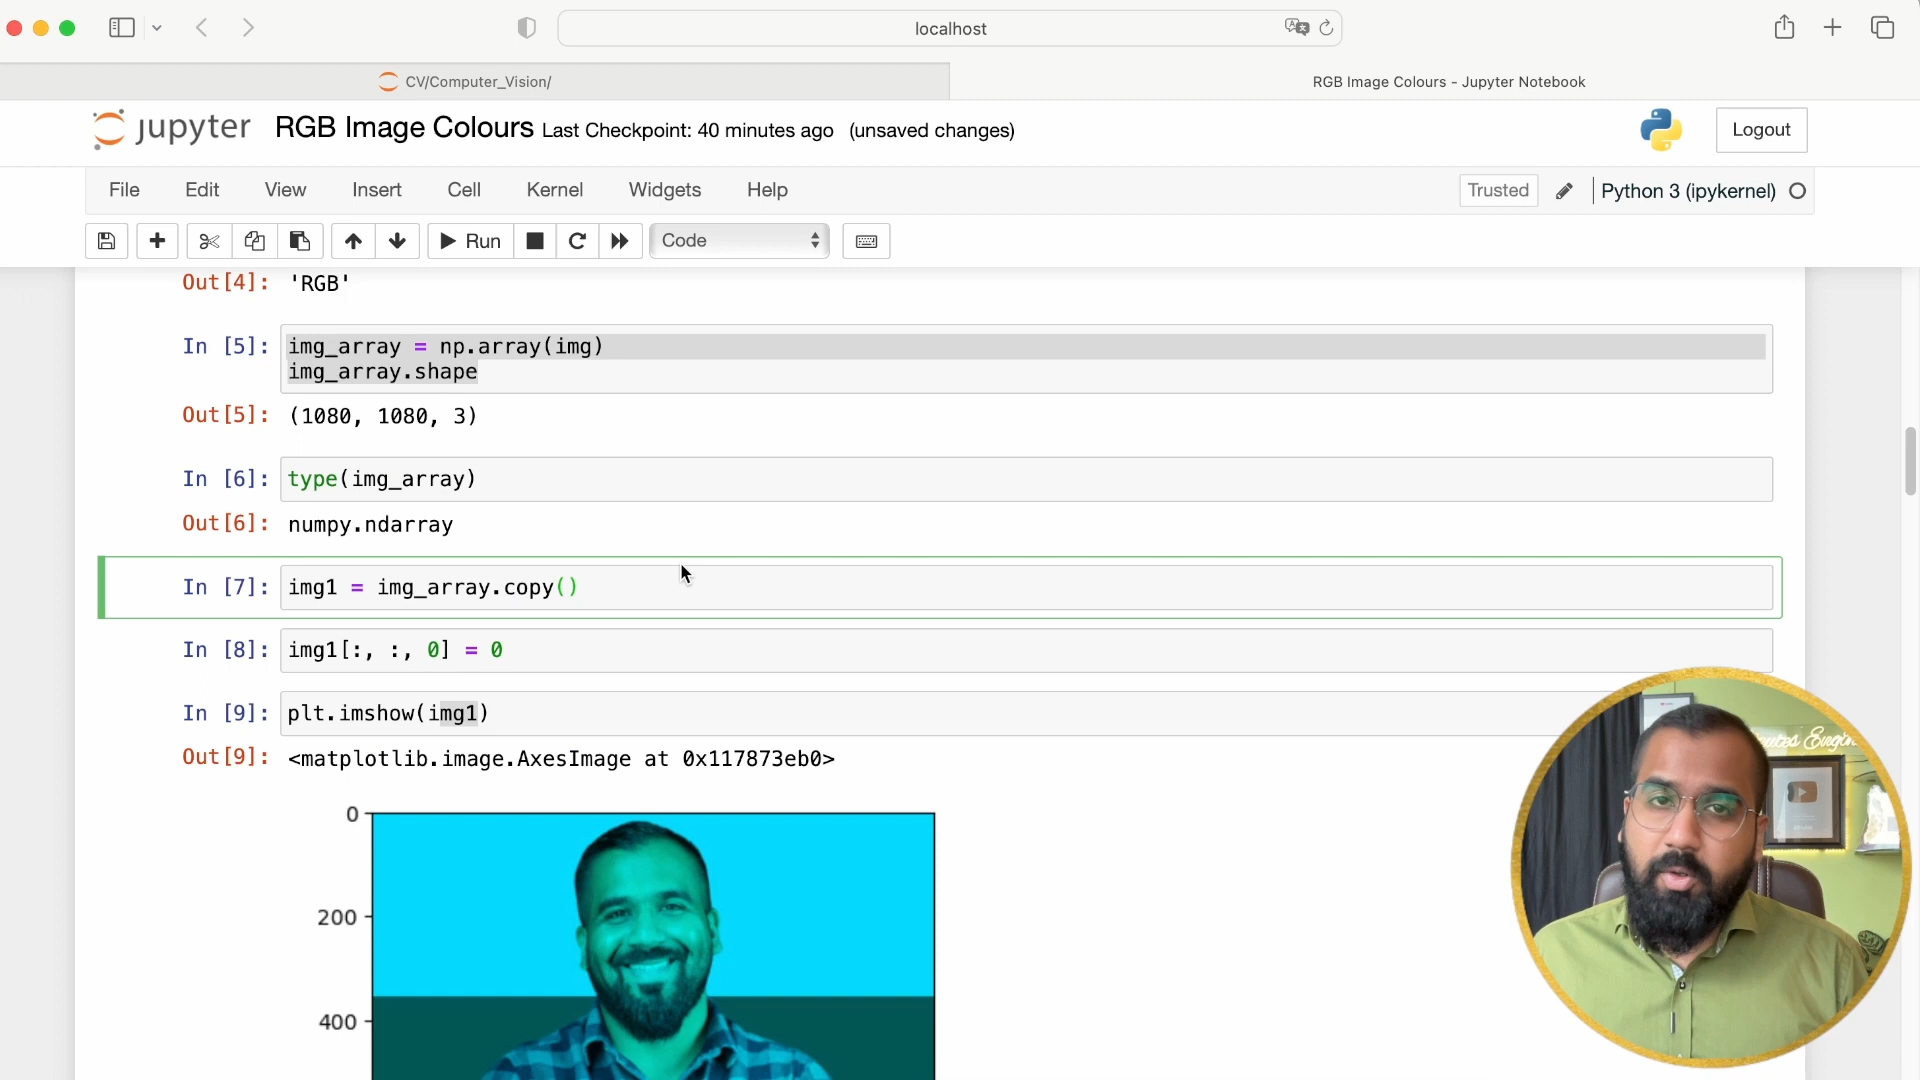 localhost
CV/Computer_Vision/
RGB Image Colours - Jupyter Notebook
jupyter RGB Image Colours Last Checkpoint: 40 minutes ago (unsaved changes)
Logout
File Edit View Insert Cell Kernel Widgets Help
Trusted Python 3 (ipykernel)
Run Code
Out[4]: 'RGB'
In [5]: img_array = np.array(img)
img_array.shape
Out[5]: (1080, 1080, 3)
In [6]: type(img_array)
Out[6]: numpy.ndarray
In [7]: img1 = img_array.copy()
In [8]: img1[:, :, 0] = 0
In [9]: plt.imshow(img1)
Out[9]: <matplotlib.image.AxesImage at 0x117873eb0>
0
200
400